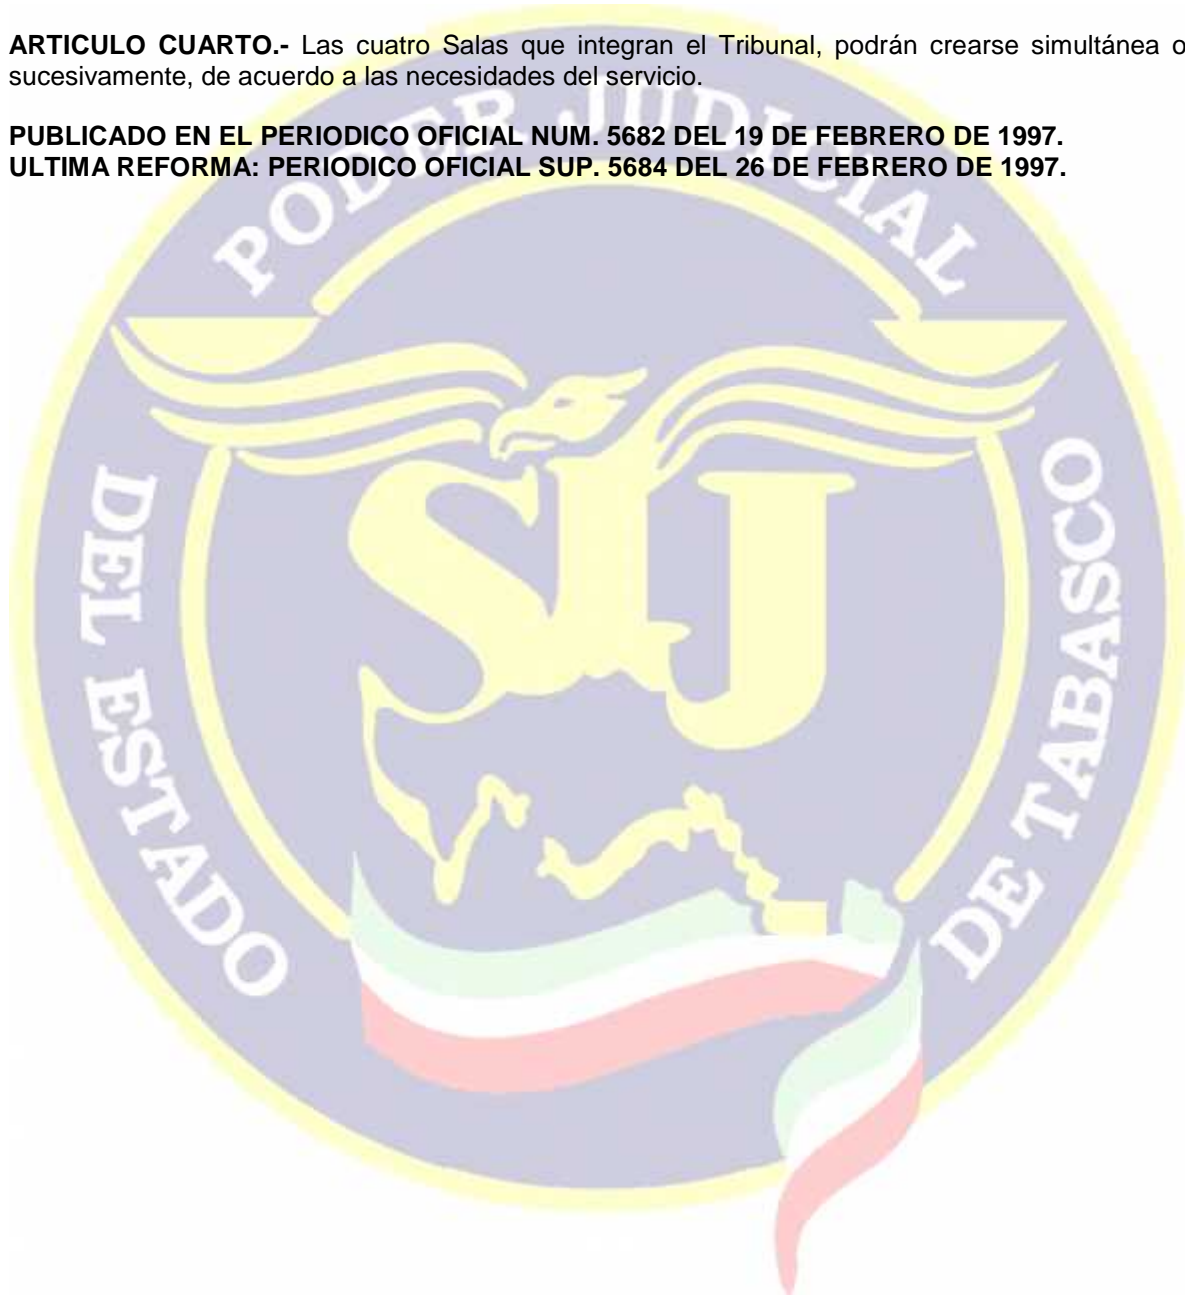 ARTICULO CUARTO.- Las cuatro Salas que integran el Tribunal, podrán crearse simultánea o
sucesivamente, de acuerdo a las necesidades del servicio.
PUBLICADO EN EL PERIODICO OFICIAL NUM. 5682 DEL 19 DE FEBRERO DE 1997.
ULTIMA REFORMA: PERIODICO OFICIAL SUP. 5684 DEL 26 DE FEBRERO DE 1997.
PODER JUDICIAL
DEL ESTADO
DE TABASCO
STJ